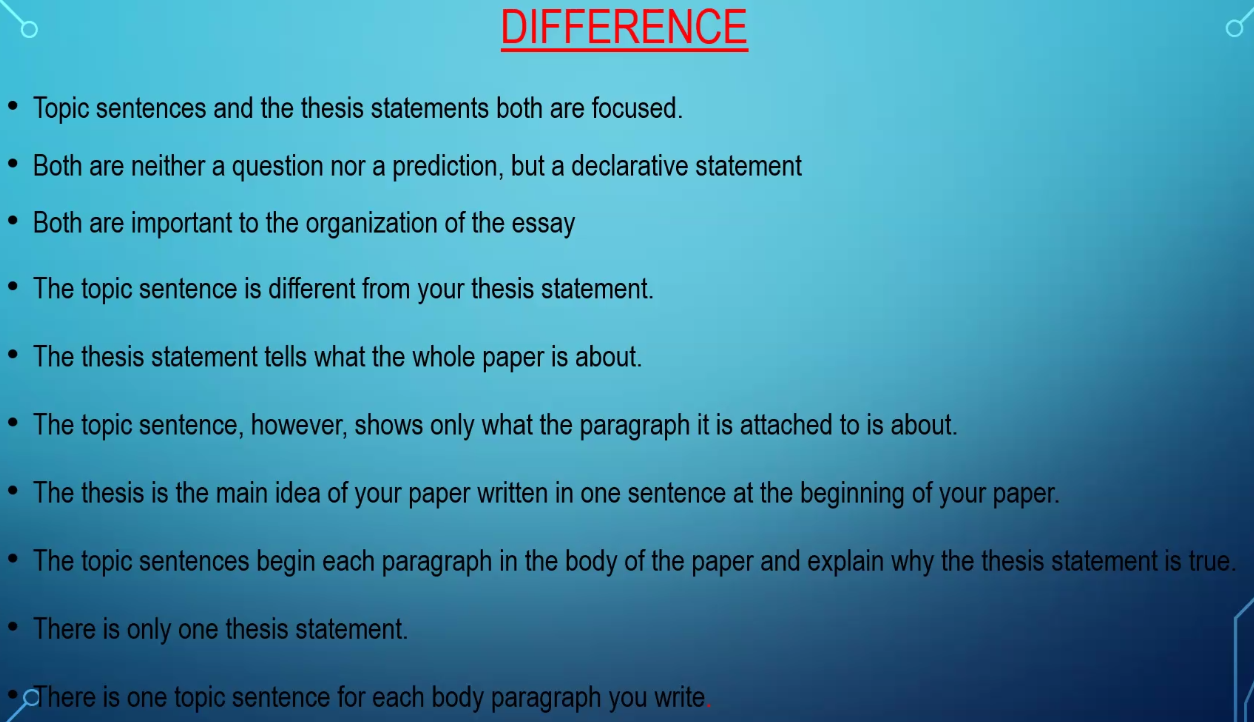 DIFFERENCE
• Topic sentences and the thesis statements both are focused.
• Both are neither a question nor a prediction, but a declarative statement
• Both are important to the organization of the essay
• The topic sentence is different from your thesis statement.
• The thesis statement tells what the whole paper is about.
• The topic sentence, however, shows only what the paragraph it is attached to is about.
• The thesis is the main idea of your paper written in one sentence at the beginning of your paper.
• The topic sentences begin each paragraph in the body of the paper and explain why the thesis statement is true.
• There is only one thesis statement.
• There is one topic sentence for each body paragraph you write.